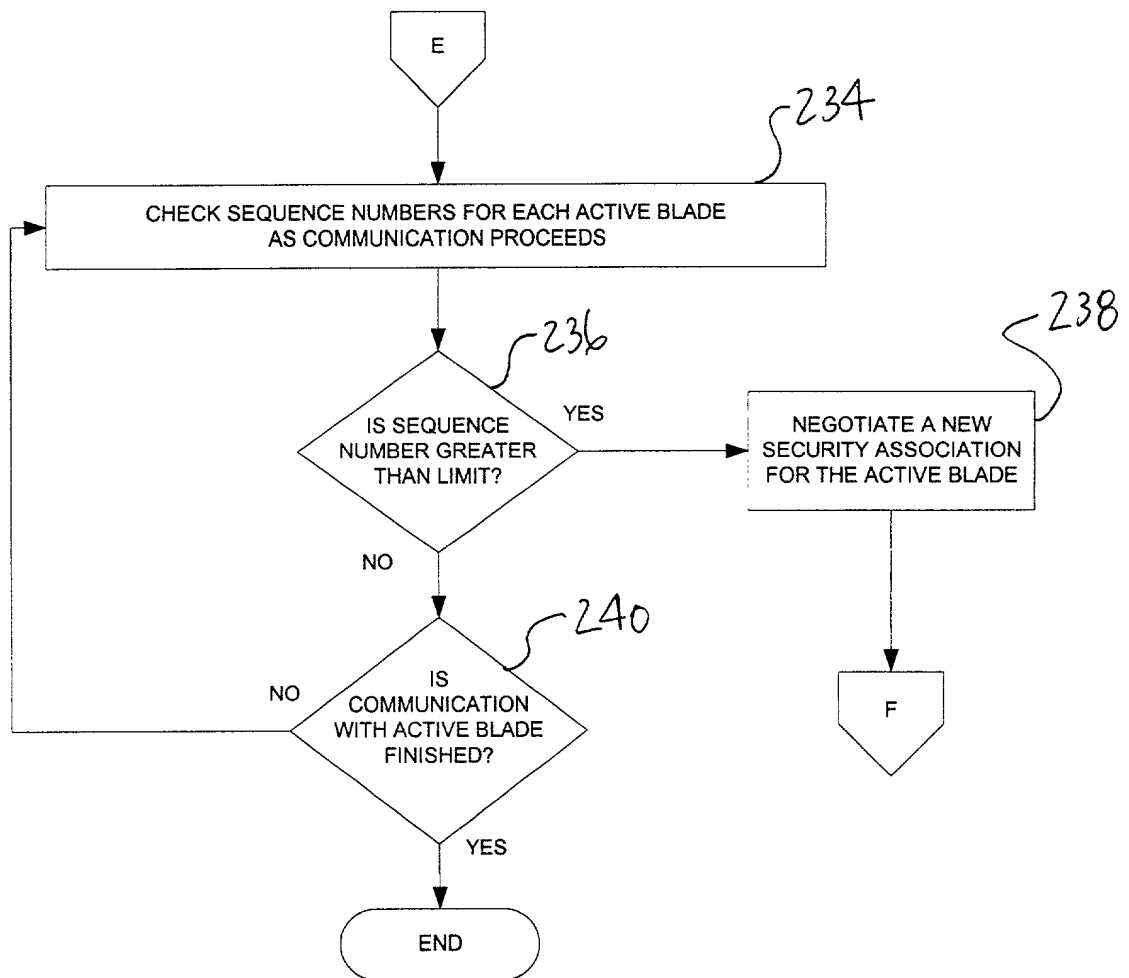 E
234
CHECK SEQUENCE NUMBERS FOR EACH ACTIVE BLADE
AS COMMUNICATION PROCEEDS
236
238
IS SEQUENCE
NUMBER GREATER
THAN LIMIT?
YES
NEGOTIATE A NEW
SECURITY ASSOCIATION
FOR THE ACTIVE BLADE
NO
240
IS
COMMUNICATION
WITH ACTIVE BLADE
FINISHED?
NO
F
YES
END